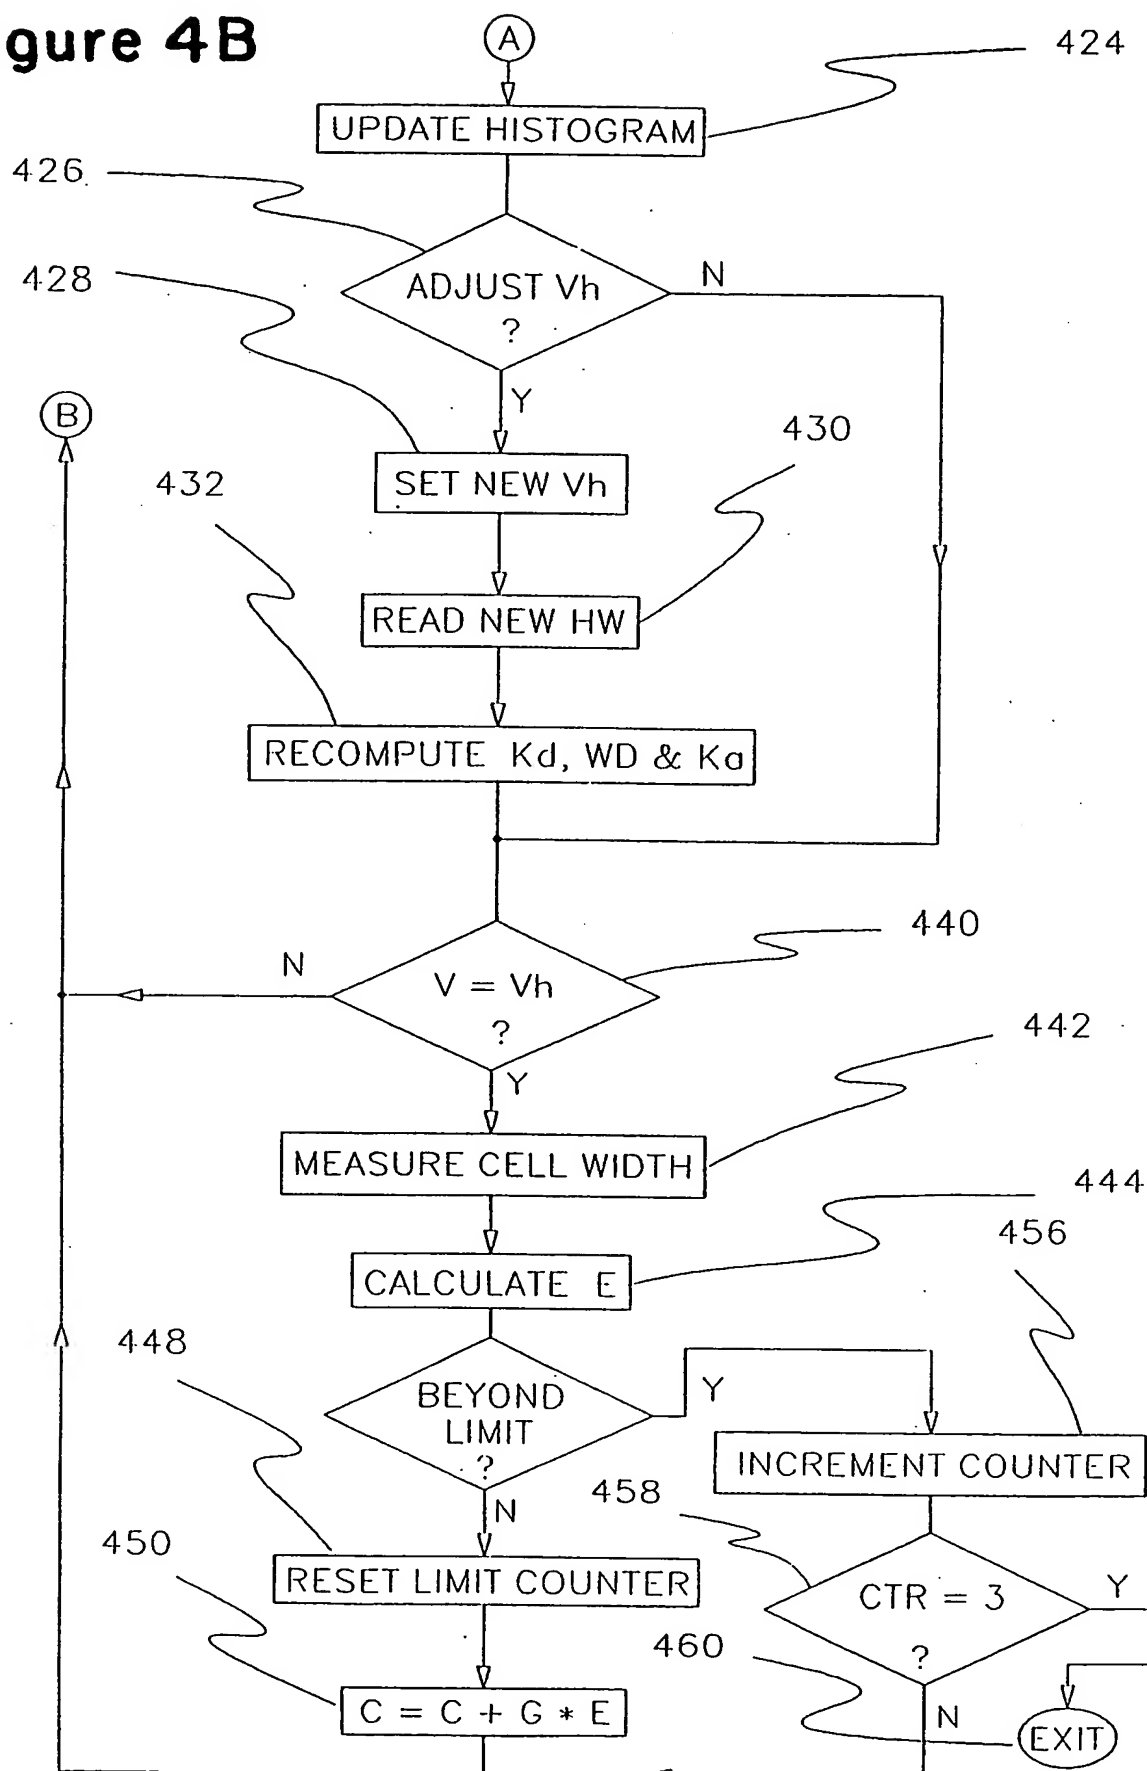 gure 4B
A
424
UPDATE HISTOGRAM
426
ADJUST Vh
?
N
428
Y
B
430
SET NEW Vh
432
READ NEW HW
RECOMPUTE Kd, WD & Ka
440
N
V = Vh
?
442
Y
MEASURE CELL WIDTH
444
456
CALCULATE E
448
BEYOND
LIMIT
?
Y
INCREMENT COUNTER
458
N
450
RESET LIMIT COUNTER
CTR = 3
?
Y
460
C = C + G * E
N
EXIT